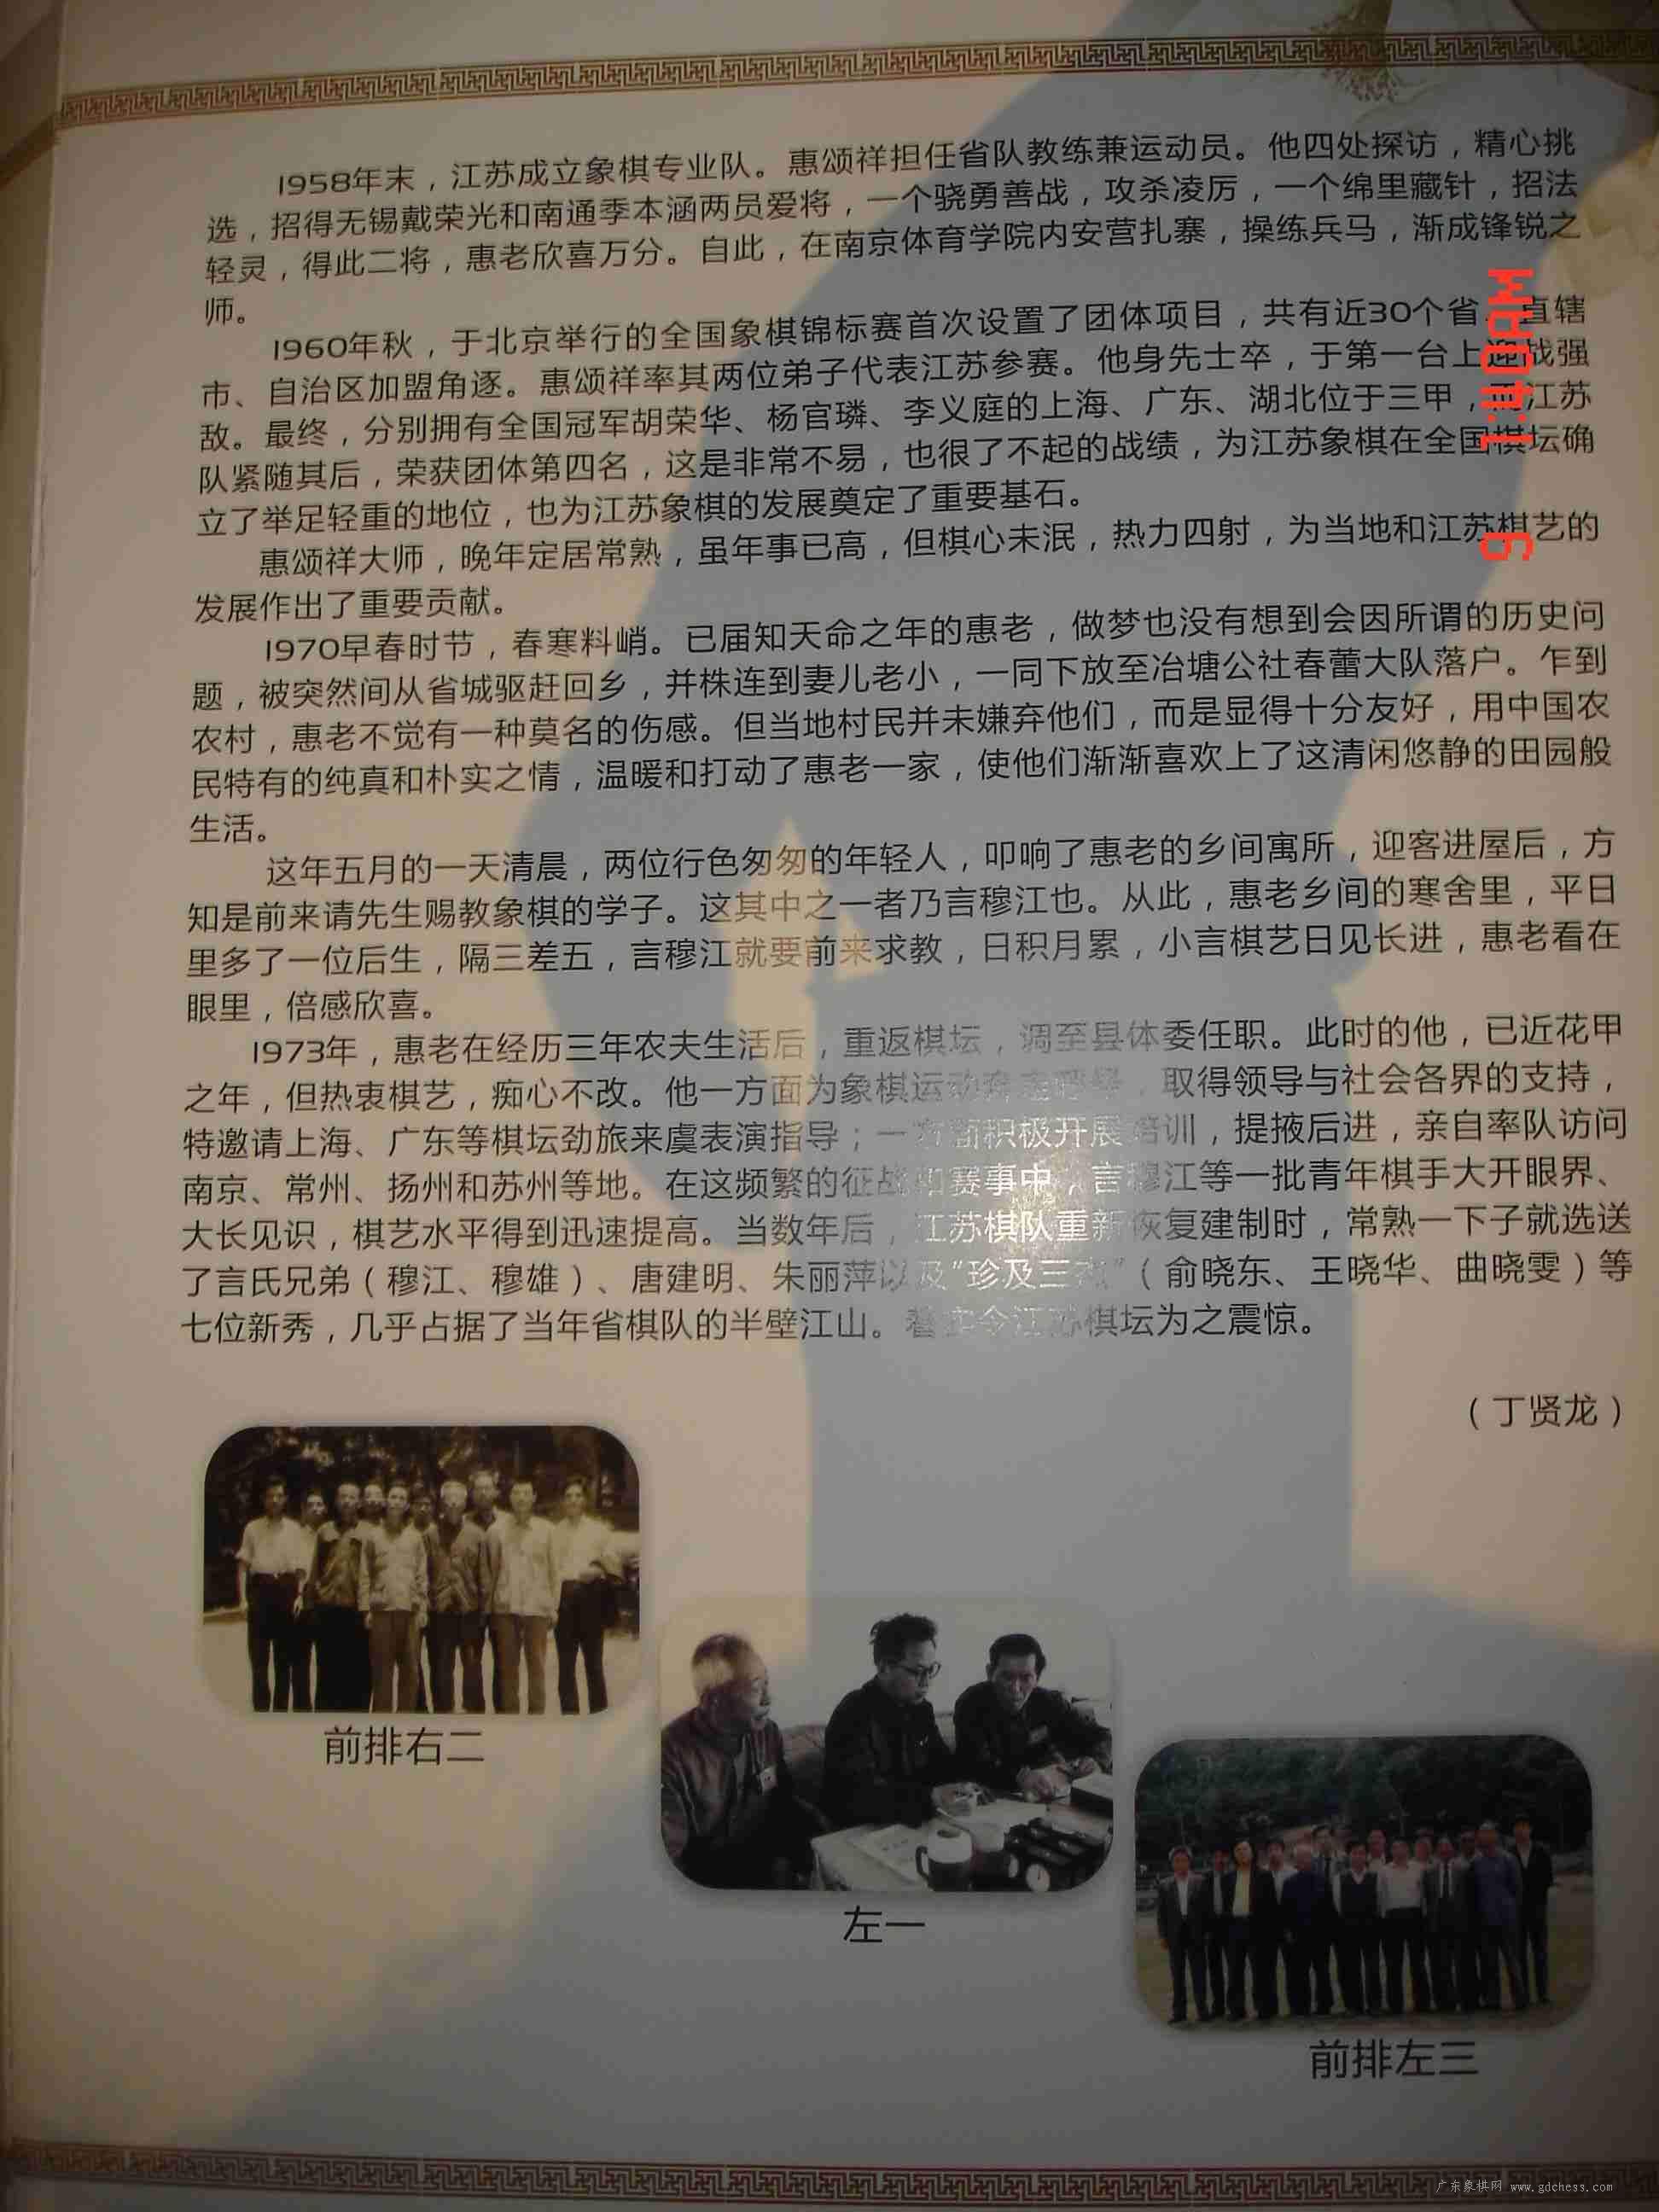 1958年末，江苏成立象棋专业队。惠颂祥担任省队教练兼运动员。他四处探访，精心挑
选，招得无锡戴荣光和南通季本涵两员爱将，一个骁勇善战，攻杀凌厉，一个绵里藏针，招法
轻灵，得此二将，惠老欣喜万分。自此，在南京体育学院内安营扎寨，操练兵马，渐成锋锐之
师。
1960年秋，于北京举行的全国象棋锦标赛首次设置了团体项目，共有近30个省、直辖
市、自治区加盟角逐。惠颂祥率其两位弟子代表江苏参赛。他身先士卒，于第一台上迎战强
敌。最终，分别拥有全国冠军胡荣华、杨官璘、李义庭的上海、广东、湖北位于三甲，而江苏
队紧随其后，荣获团体第四名，这是非常不易，也很了不起的战绩，为江苏象棋在全国棋坛确
立了举足轻重的地位，也为江苏象棋的发展奠定了重要基石。
惠颂祥大师，晚年定居常熟，虽年事已高，但棋心未泯，热力四射，为当地和江苏棋艺的
发展作出了重要贡献。
1970早春时节，春寒料峭。已届知天命之年的惠老，做梦也没有想到会因所谓的历史问
题，被突然间从省城驱赶回乡，并株连到妻儿老小，一同下放至冶塘公社春蕾大队落户。乍到
农村，惠老不觉有一种莫名的伤感。但当地村民并未嫌弃他们，而是显得十分友好，用中国农
民特有的纯真和朴实之情，温暖和打动了惠老一家，使他们渐渐喜欢上了这清闲悠静的田园般
生活。
这年五月的一天清晨，两位行色匆匆的年轻人，叩响了惠老的乡间寓所，迎客进屋后，方
知是前来请先生赐教象棋的学子。这其中之一者乃言穆江也。从此，惠老乡间的寒舍里，平日
里多了一位后生，隔三差五，言穆江就要前来求教，日积月累，小言棋艺日见长进，惠老看在
眼里，倍感欣喜。
1973年，惠老在经历三年农夫生活后，重返棋坛，调至县体委任职。此时的他，已近花甲
之年，但热衷棋艺，痴心不改。他一方面为象棋运动奔走呼号，取得领导与社会各界的支持，
特邀请上海、广东等棋坛劲旅来虞表演指导；一方面积极开展培训，提掖后进，亲自率队访问
南京、常州、扬州和苏州等地。在这频繁的征战和赛事中，言穆江等一批青年棋手大开眼界、
大长见识，棋艺水平得到迅速提高。当数年后，江苏棋队重新恢复建制时，常熟一下子就选送
了言氏兄弟（穆江、穆雄）、唐建明、朱丽萍以及“珍及三”（俞晓东、王晓华、曲晓雯）等
七位新秀，几乎占据了当年省棋队的半壁江山。着实令江苏棋坛为之震惊。
（丁贤龙）
前排右二
左一
前排左三
广东象棋网 www.gdchess.com